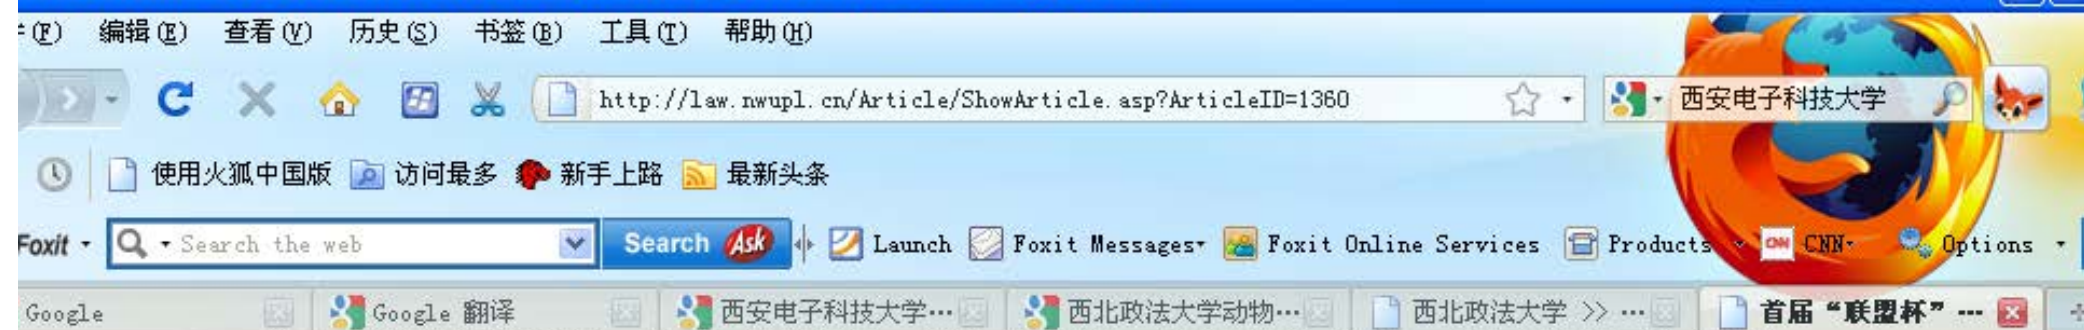 (F) 编辑(E) 查看(V) 历史(S) 书签(B) 工具(T) 帮助(H)
http://law.nwupl.cn/Article/ShowArticle.asp?ArticleID=1360 西安电子科技大学
使用火狐中国版 访问最多 新手上路 最新头条
Foxit Search the web Search Ask Launch Foxit Messages Foxit Online Services Products CNN CNN Options
Google Google 翻译 西安电子科技大学… 西北政法大学动物… 西北政法大学 >> … 首届“联盟杯” …